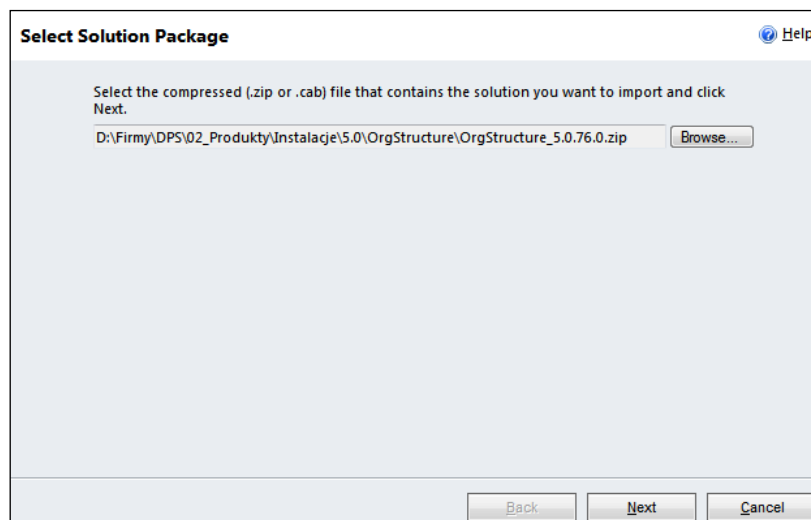 Select Solution Package
Help
Select the compressed (.zip or .cab) file that contains the solution you want to import and click
Next.
D:\Firmy\DPS\02_Produkty\Instalacje\5.0\OrgStructure\OrgStructure_5.0.76.0.zip
Browse...
Back
Next
Cancel